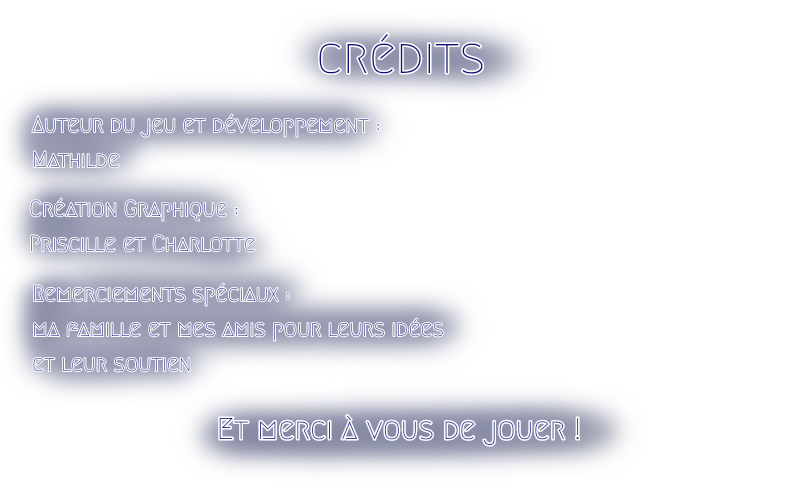 CRÉDITS
Auteur du jeu et développement :
Mathilde
Création Graphique :
Priscille et Charlotte
Remerciements spéciaux :
ma famille et mes amis pour leurs idées
et leur soutien
Et merci à vous de jouer !